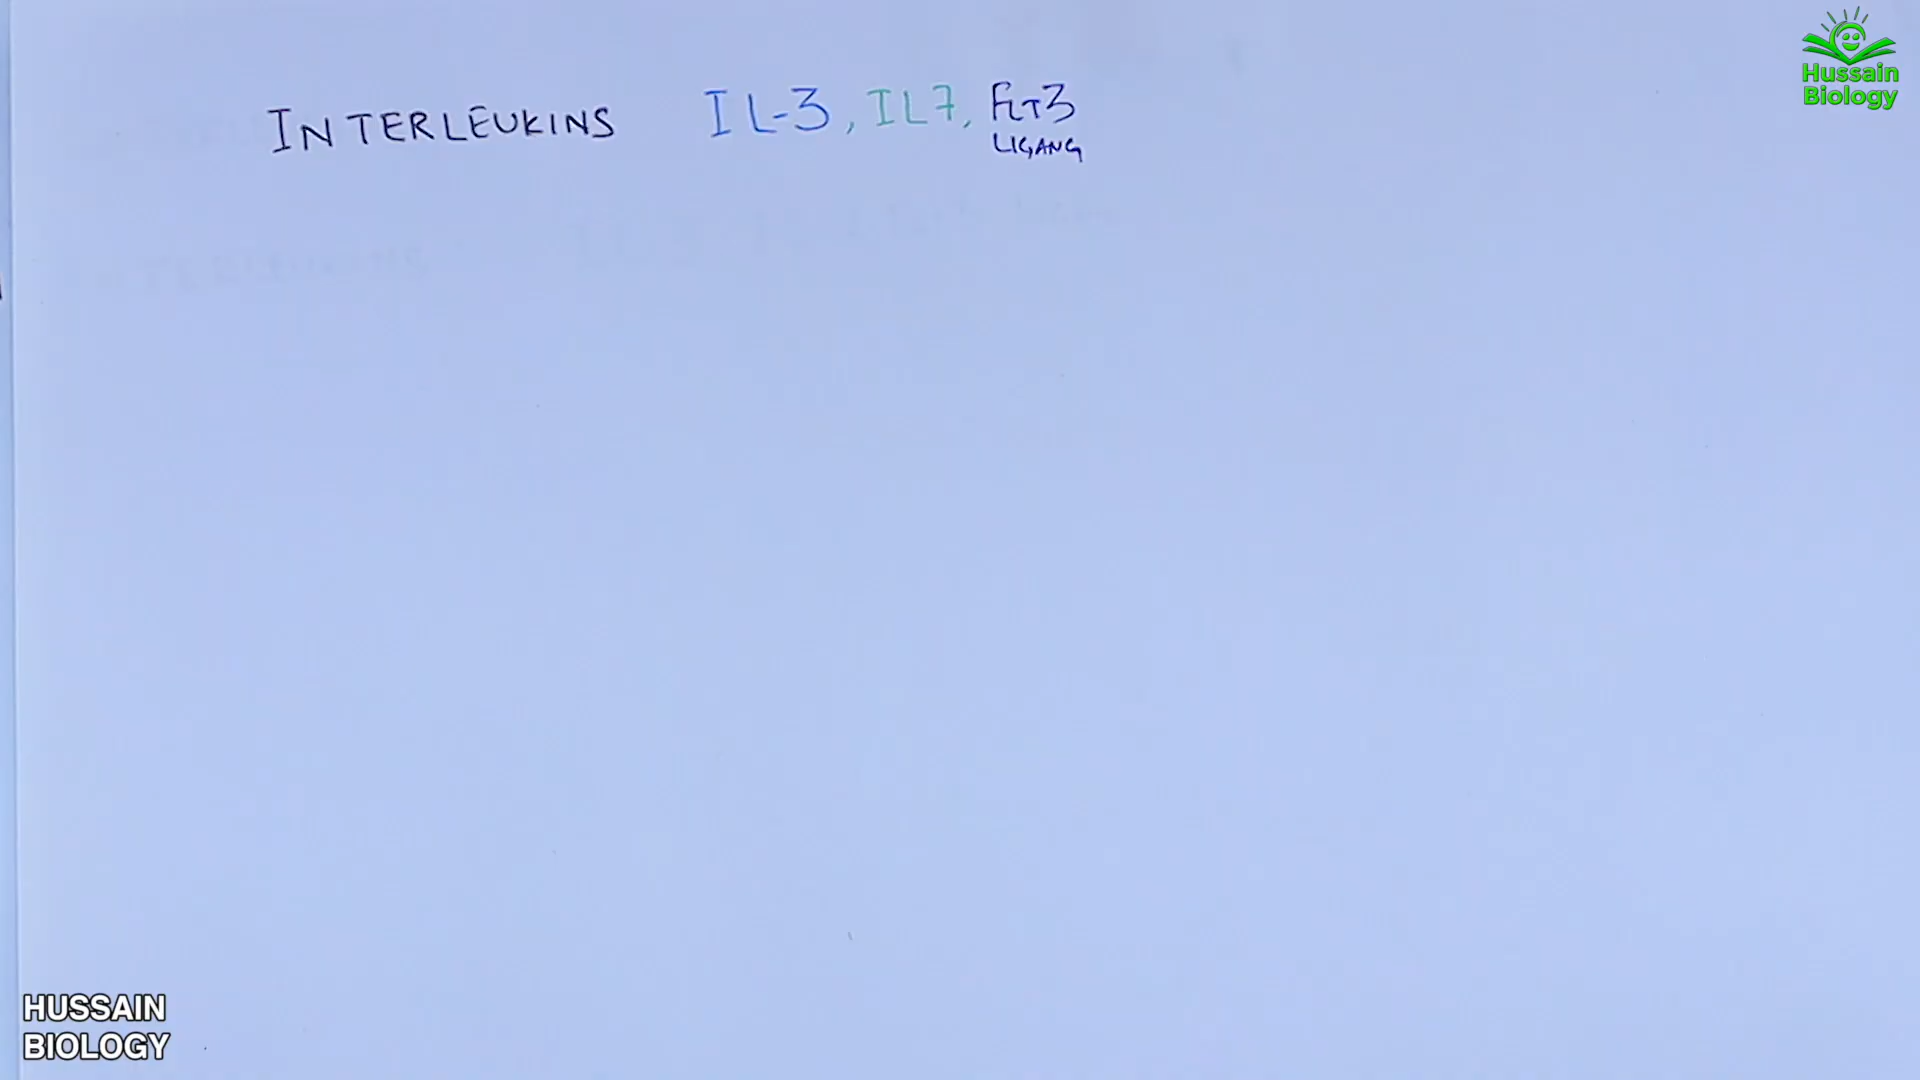 Hussain
Biology
INTERLEUKINS IL-3, IL7, FLT3
LIGANG
HUSSAIN
BIOLOGY